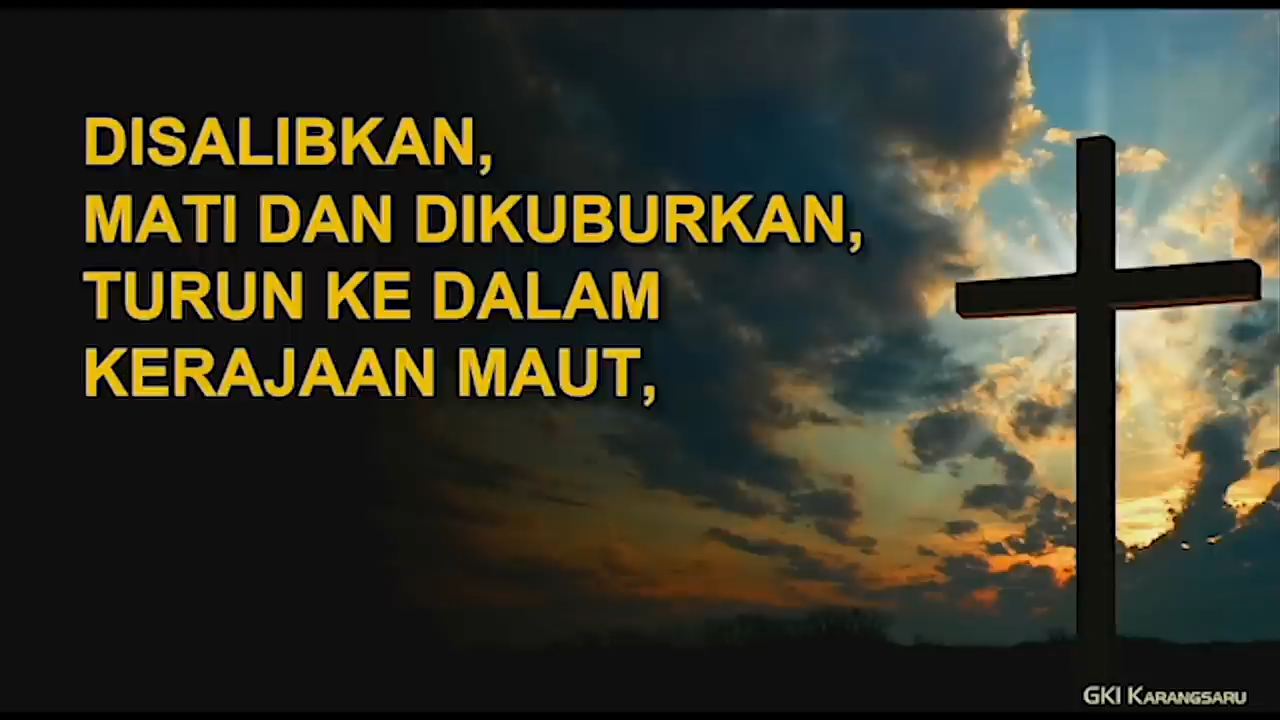 DISALIBKAN,
MATI DAN DIKUBURKAN,
TURUN KE DALAM
KERAJAAN MAUT,
GKI KARANGSARU